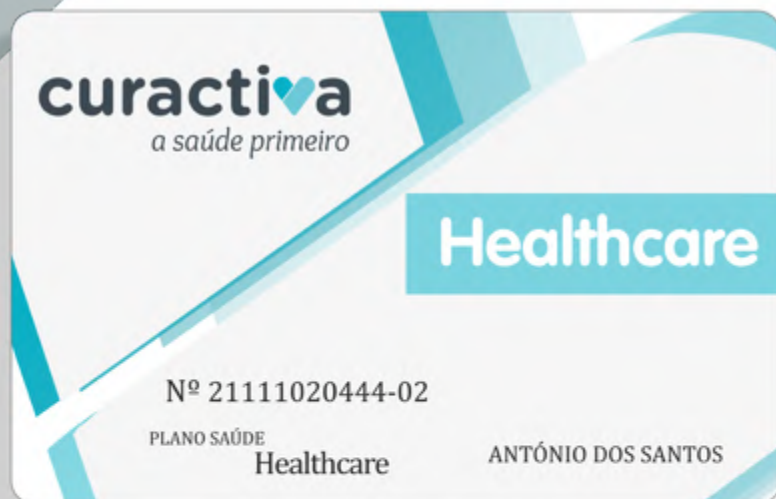 curactiva
a saúde primeiro
Healthcare
Nº 21111020444-02
PLANO SAÚDE
Healthcare
ANTÓNIO DOS SANTOS